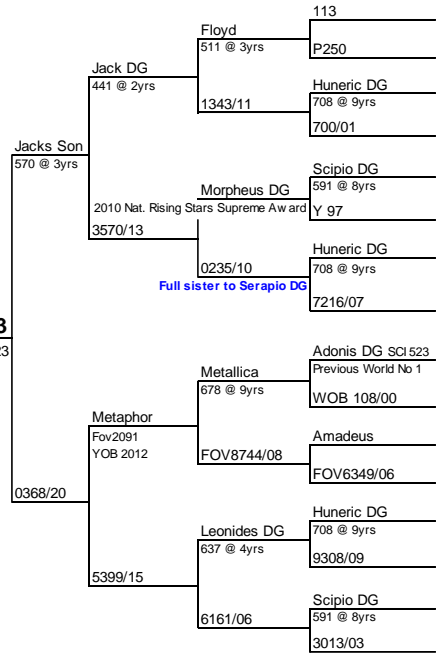 113
Floyd
511 @ 3yrs
P250
Jack DG
441 @ 2yrs
Huneric DG
708 @ 9yrs
1343/11
700/01
Jacks Son
570 @ 3yrs
Scipio DG
591 @ 8yrs
Morpheus DG
2010 Nat. Rising Stars Supreme Award
Y 97
3570/13
Huneric DG
708 @ 9yrs
0235/10
Full sister to Serapio DG
7216/07
Adonis DG SCI 523
Previous World No 1
Metallica
678 @ 9yrs
WOB 108/00
Metaphor
Fov2091
YOB 2012
Amadeus
FOV8744/08
FOV6349/06
0368/20
Huneric DG
708 @ 9yrs
Leonides DG
637 @ 4yrs
9308/09
5399/15
Scipio DG
591 @ 8yrs
6161/06
3013/03